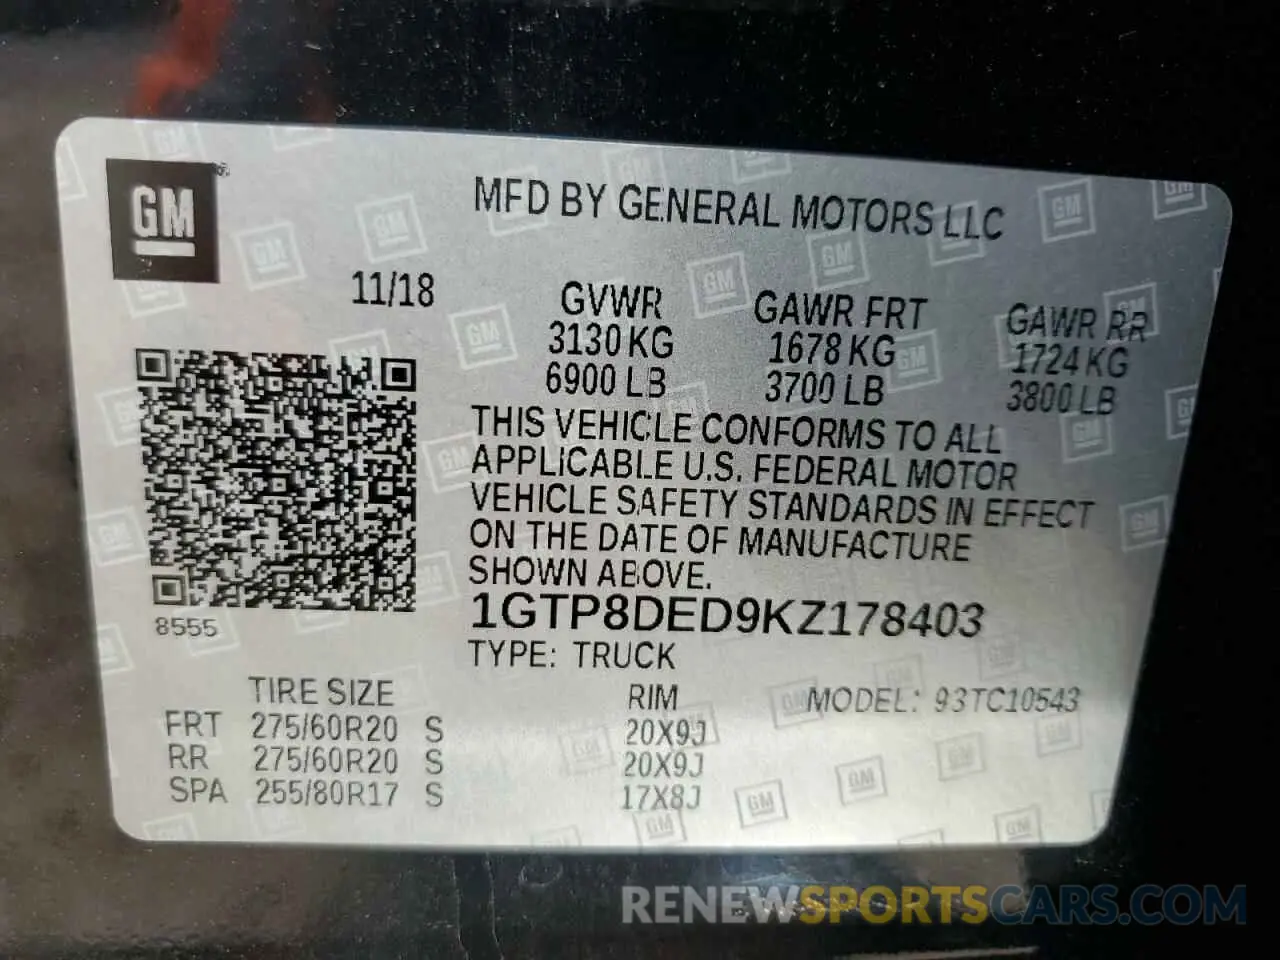 GM
MFD BY GENERAL MOTORS LLC
11/18
GVWR GAWR FRT GAWR RR
3130 KG 1678 KG 1724 KG
6900 LB 3700 LB 3800 LB
THIS VEHICLE CONFORMS TO ALL
APPLICABLE U.S. FEDERAL MOTOR
VEHICLE SAFETY STANDARDS IN EFFECT
ON THE DATE OF MANUFACTURE
SHOWN ABOVE.
8555
1GTP8DED9KZ178403
TYPE: TRUCK
TIRE SIZE RIM MODEL: 93TC10543
FRT 275/60R20 S 20X9J
RR 275/60R20 S 20X9J
SPA 255/80R17 S 17X8J
RENEWSPORTSCARS.COM